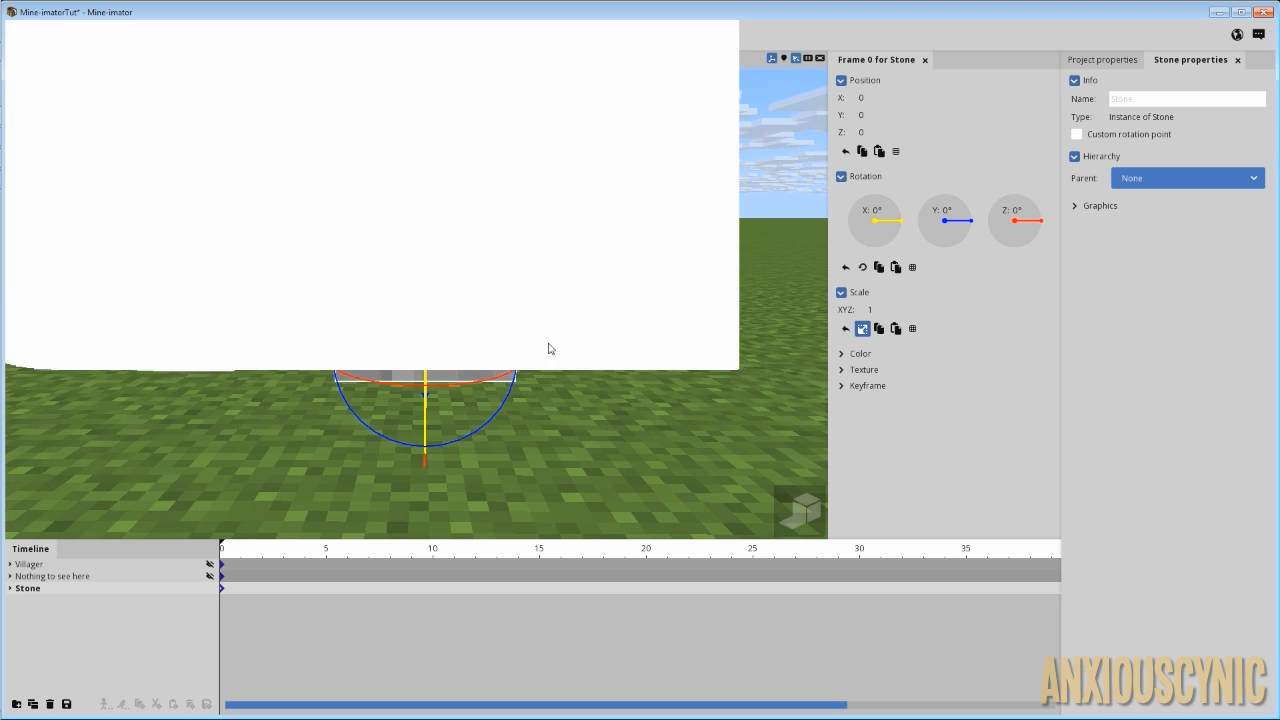 Mine-imatorTut* - Mine-imator
Frame 0 for Stone
Position
X: 0
Y: 0
Z: 0
Rotation
X: 0°
Y: 0°
Z: 0°
Scale
XYZ: 1
Color
Texture
Keyframe
Project properties
Stone properties
Info
Name: Stone
Type: Instance of Stone
Custom rotation point
Hierarchy
Parent: None
Graphics
Timeline
0 5 10 15 20 25 30 35
Villager
Nothing to see here
Stone
ANXIOUSCYNIC